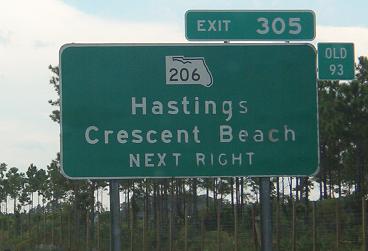 EXIT 305
OLD
93
206
Hastings
Crescent Beach
NEXT RIGHT